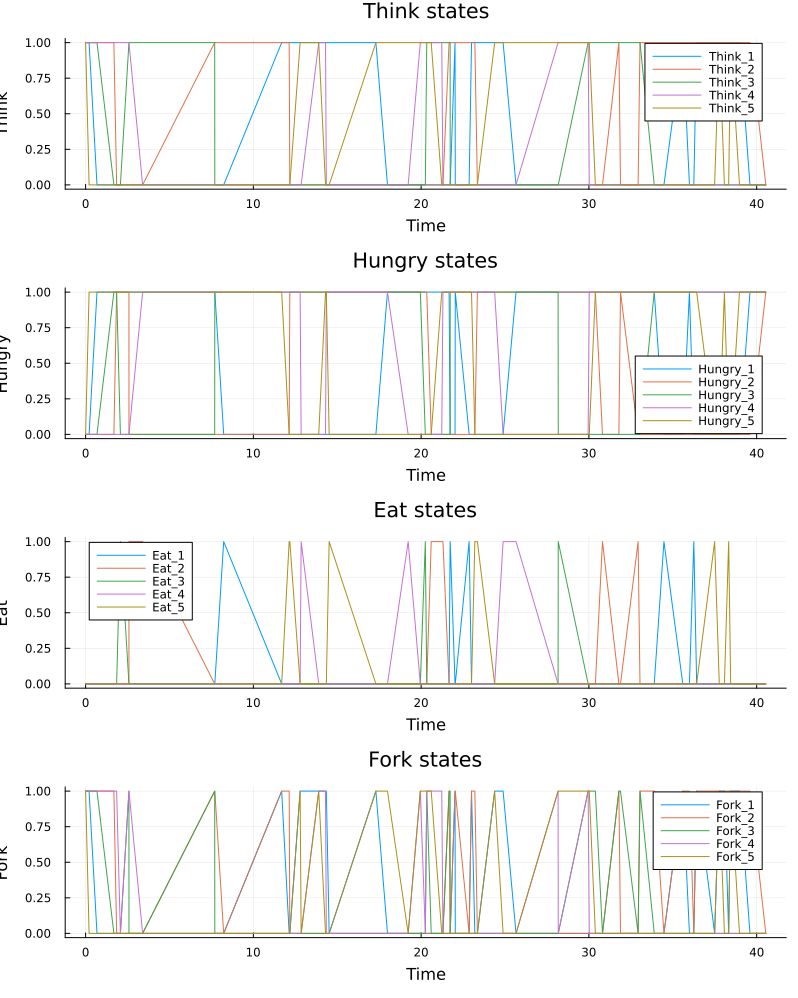 Think states
1.00
0.75
0.50
0.25
0.00
Think_1
Think_2
Think_3
Think_4
Think_5
0 10 20 30 40
Time
Hungry states
Hungry
1.00
0.75
0.50
0.25
0.00
Hungry_1
Hungry_2
Hungry_3
Hungry_4
Hungry_5
0 10 20 30 40
Time
Eat states
Eat
1.00
0.75
0.50
0.25
0.00
Eat_1
Eat_2
Eat_3
Eat_4
Eat_5
0 10 20 30 40
Time
Fork states
Fork
1.00
0.75
0.50
0.25
0.00
Fork_1
Fork_2
Fork_3
Fork_4
Fork_5
0 10 20 30 40
Time